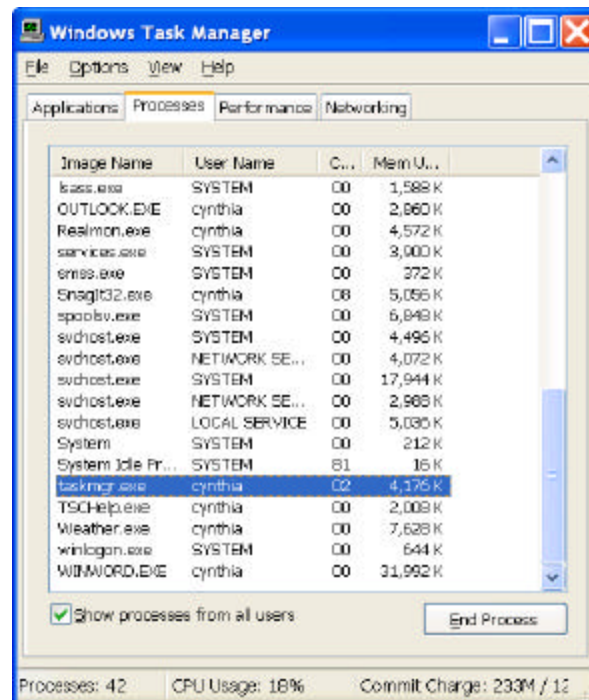 Windows Task Manager
File Options View Help
Applications Processes Performance Networking
Image Name User Name C... Mem U...
lsass.exe SYSTEM 00 1,588 K
OUTLOOK.EXE cynthia 00 2,860 K
Realmon.exe cynthia 00 4,572 K
services.exe SYSTEM 00 3,900 K
smss.exe SYSTEM 00 372 K
SnagIt32.exe cynthia 08 5,056 K
spoolsv.exe SYSTEM 00 6,848 K
svchost.exe SYSTEM 00 4,496 K
svchost.exe NETWORK SE... 00 4,072 K
svchost.exe SYSTEM 00 17,944 K
svchost.exe NETWORK SE... 00 2,988 K
svchost.exe LOCAL SERVICE 00 5,036 K
System SYSTEM 00 212 K
System Idle Pr... SYSTEM 81 16 K
taskmgr.exe cynthia 02 4,176 K
TSCHelp.exe cynthia 00 2,008 K
Weather.exe cynthia 00 7,628 K
winlogon.exe SYSTEM 00 644 K
WINWORD.EXE cynthia 00 31,992 K
Show processes from all users End Process
Processes: 42 CPU Usage: 18% Commit Charge: 233M / 12